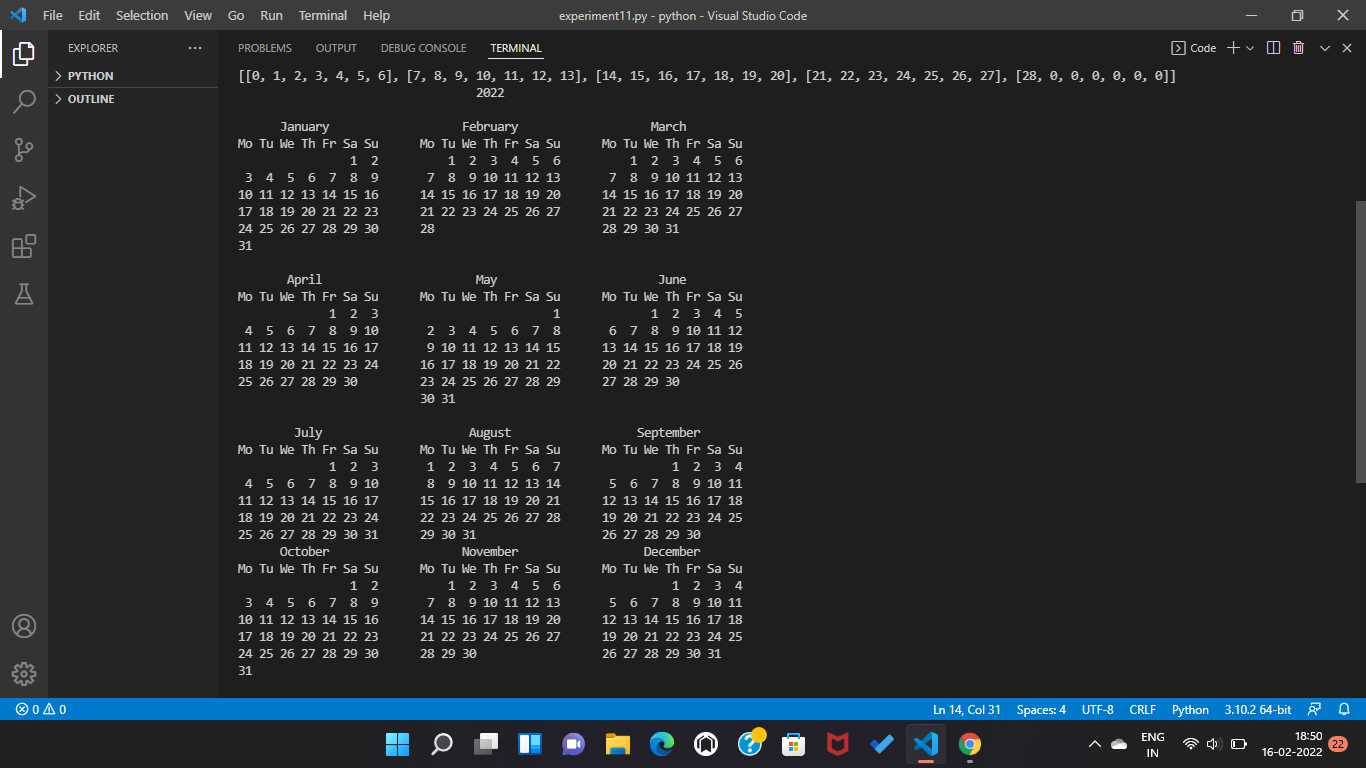 File Edit Selection View Go Run Terminal Help experiment11.py - python - Visual Studio Code
EXPLORER ··· PROBLEMS OUTPUT DEBUG CONSOLE TERMINAL Code
PYTHON
OUTLINE
[[0, 1, 2, 3, 4, 5, 6], [7, 8, 9, 10, 11, 12, 13], [14, 15, 16, 17, 18, 19, 20], [21, 22, 23, 24, 25, 26, 27], [28, 0, 0, 0, 0, 0, 0]]
                                  2022

      January                   February                   March
Mo Tu We Th Fr Sa Su      Mo Tu We Th Fr Sa Su      Mo Tu We Th Fr Sa Su
                1  2          1  2  3  4  5  6          1  2  3  4  5  6
 3  4  5  6  7  8  9       7  8  9 10 11 12 13       7  8  9 10 11 12 13
10 11 12 13 14 15 16      14 15 16 17 18 19 20      14 15 16 17 18 19 20
17 18 19 20 21 22 23      21 22 23 24 25 26 27      21 22 23 24 25 26 27
24 25 26 27 28 29 30      28                        28 29 30 31
31

       April                      May                       June
Mo Tu We Th Fr Sa Su      Mo Tu We Th Fr Sa Su      Mo Tu We Th Fr Sa Su
             1  2  3                         1             1  2  3  4  5
 4  5  6  7  8  9 10       2  3  4  5  6  7  8       6  7  8  9 10 11 12
11 12 13 14 15 16 17       9 10 11 12 13 14 15      13 14 15 16 17 18 19
18 19 20 21 22 23 24      16 17 18 19 20 21 22      20 21 22 23 24 25 26
25 26 27 28 29 30         23 24 25 26 27 28 29      27 28 29 30
                          30 31

        July                     August                  September
Mo Tu We Th Fr Sa Su      Mo Tu We Th Fr Sa Su      Mo Tu We Th Fr Sa Su
             1  2  3       1  2  3  4  5  6  7                1  2  3  4
 4  5  6  7  8  9 10       8  9 10 11 12 13 14       5  6  7  8  9 10 11
11 12 13 14 15 16 17      15 16 17 18 19 20 21      12 13 14 15 16 17 18
18 19 20 21 22 23 24      22 23 24 25 26 27 28      19 20 21 22 23 24 25
25 26 27 28 29 30 31      29 30 31                  26 27 28 29 30
      October                   November                  December
Mo Tu We Th Fr Sa Su      Mo Tu We Th Fr Sa Su      Mo Tu We Th Fr Sa Su
                1  2          1  2  3  4  5  6                1  2  3  4
 3  4  5  6  7  8  9       7  8  9 10 11 12 13       5  6  7  8  9 10 11
10 11 12 13 14 15 16      14 15 16 17 18 19 20      12 13 14 15 16 17 18
17 18 19 20 21 22 23      21 22 23 24 25 26 27      19 20 21 22 23 24 25
24 25 26 27 28 29 30      28 29 30                  26 27 28 29 30 31
31
0 0 Ln 14, Col 31 Spaces: 4 UTF-8 CRLF Python 3.10.2 64-bit
ENG 18:50
IN 16-02-2022 22